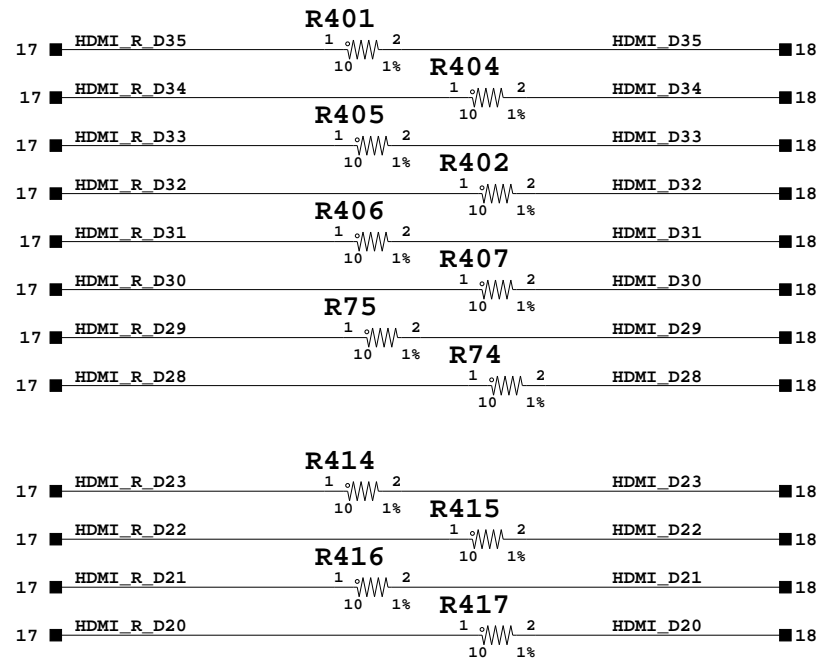 R401
17 HDMI_R_D35 1 2 HDMI_D35 18
10 1%
R404
17 HDMI_R_D34 1 2 HDMI_D34 18
10 1%
R405
17 HDMI_R_D33 1 2 HDMI_D33 18
10 1%
R402
17 HDMI_R_D32 1 2 HDMI_D32 18
10 1%
R406
17 HDMI_R_D31 1 2 HDMI_D31 18
10 1%
R407
17 HDMI_R_D30 1 2 HDMI_D30 18
10 1%
R75
17 HDMI_R_D29 1 2 HDMI_D29 18
10 1%
R74
17 HDMI_R_D28 1 2 HDMI_D28 18
10 1%
R414
17 HDMI_R_D23 1 2 HDMI_D23 18
10 1%
R415
17 HDMI_R_D22 1 2 HDMI_D22 18
10 1%
R416
17 HDMI_R_D21 1 2 HDMI_D21 18
10 1%
R417
17 HDMI_R_D20 1 2 HDMI_D20 18
10 1%